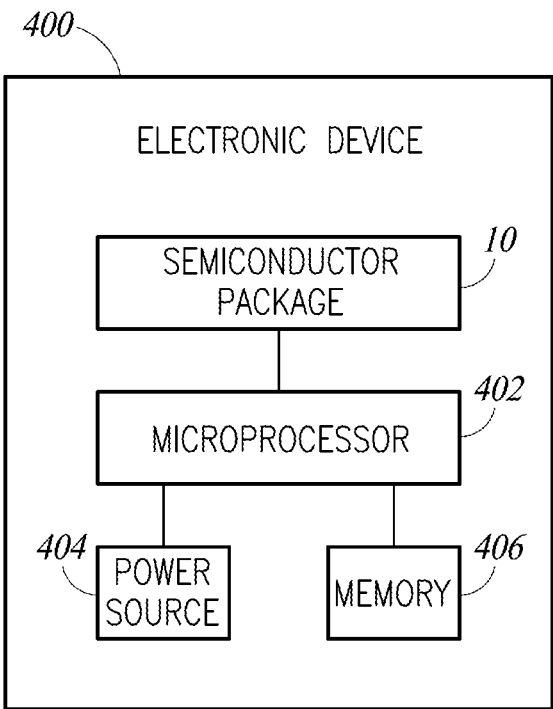 400
ELECTRONIC DEVICE
SEMICONDUCTOR
PACKAGE
10
MICROPROCESSOR
402
404
POWER
SOURCE
MEMORY
406